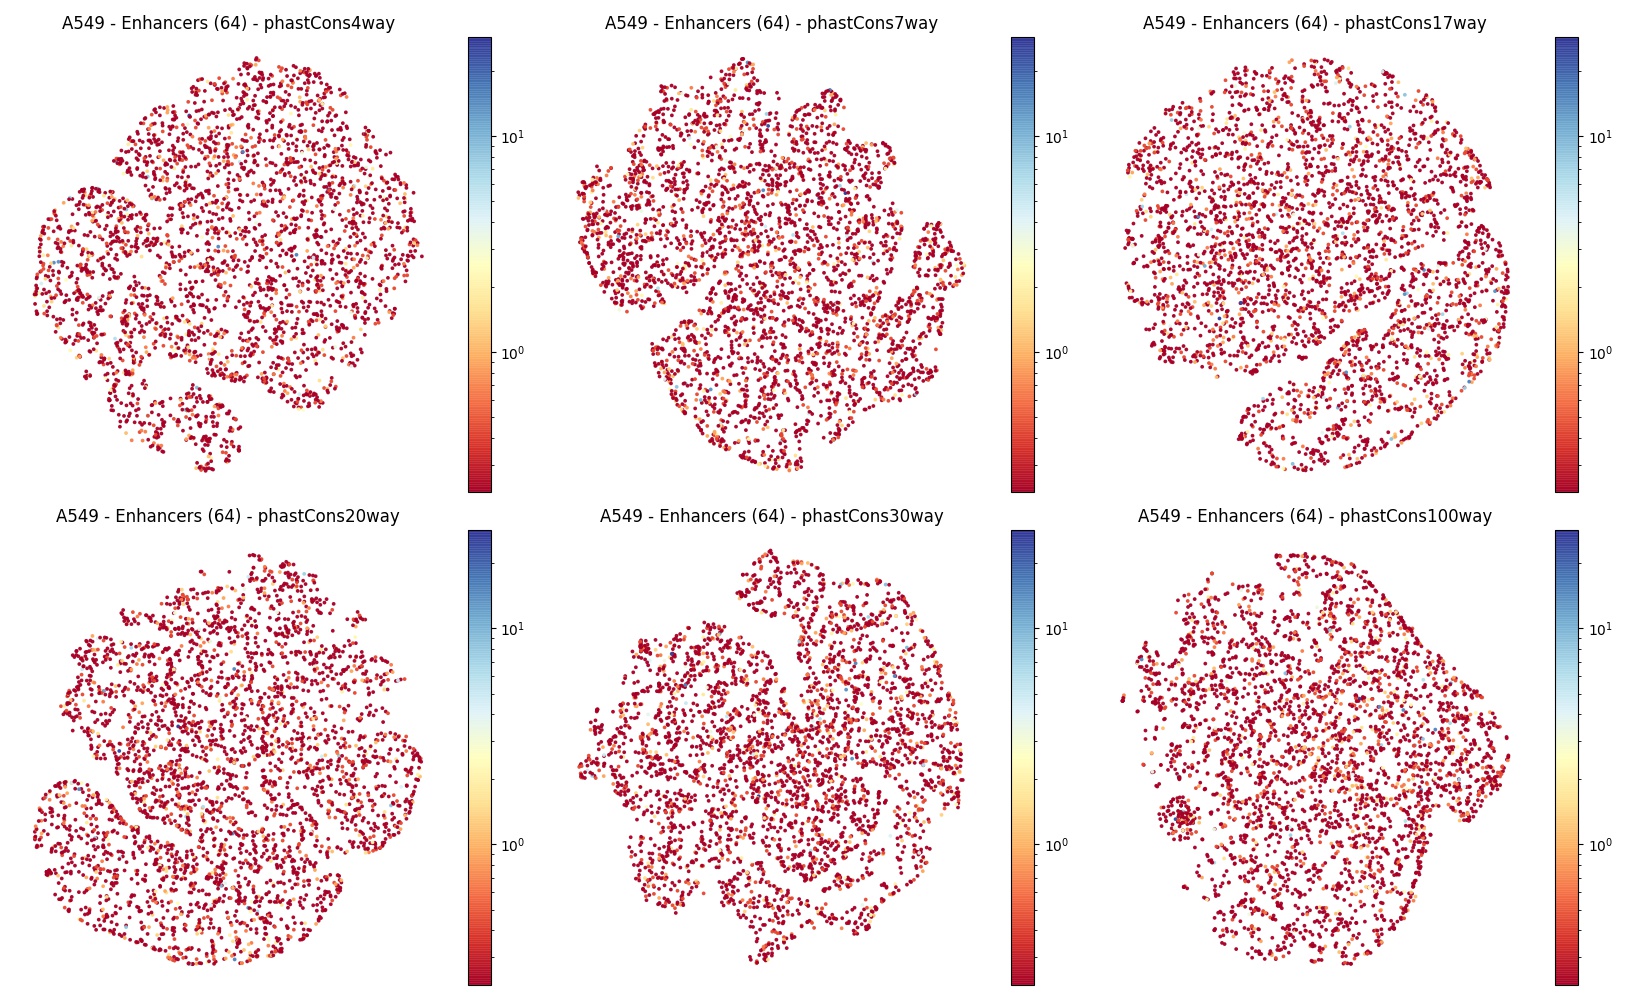 A549 - Enhancers (64) - phastCons4way
A549 - Enhancers (64) - phastCons7way
A549 - Enhancers (64) - phastCons17way
10¹
10⁰
10¹
10⁰
10¹
10⁰
A549 - Enhancers (64) - phastCons20way
A549 - Enhancers (64) - phastCons30way
A549 - Enhancers (64) - phastCons100way
10¹
10⁰
10¹
10⁰
10¹
10⁰